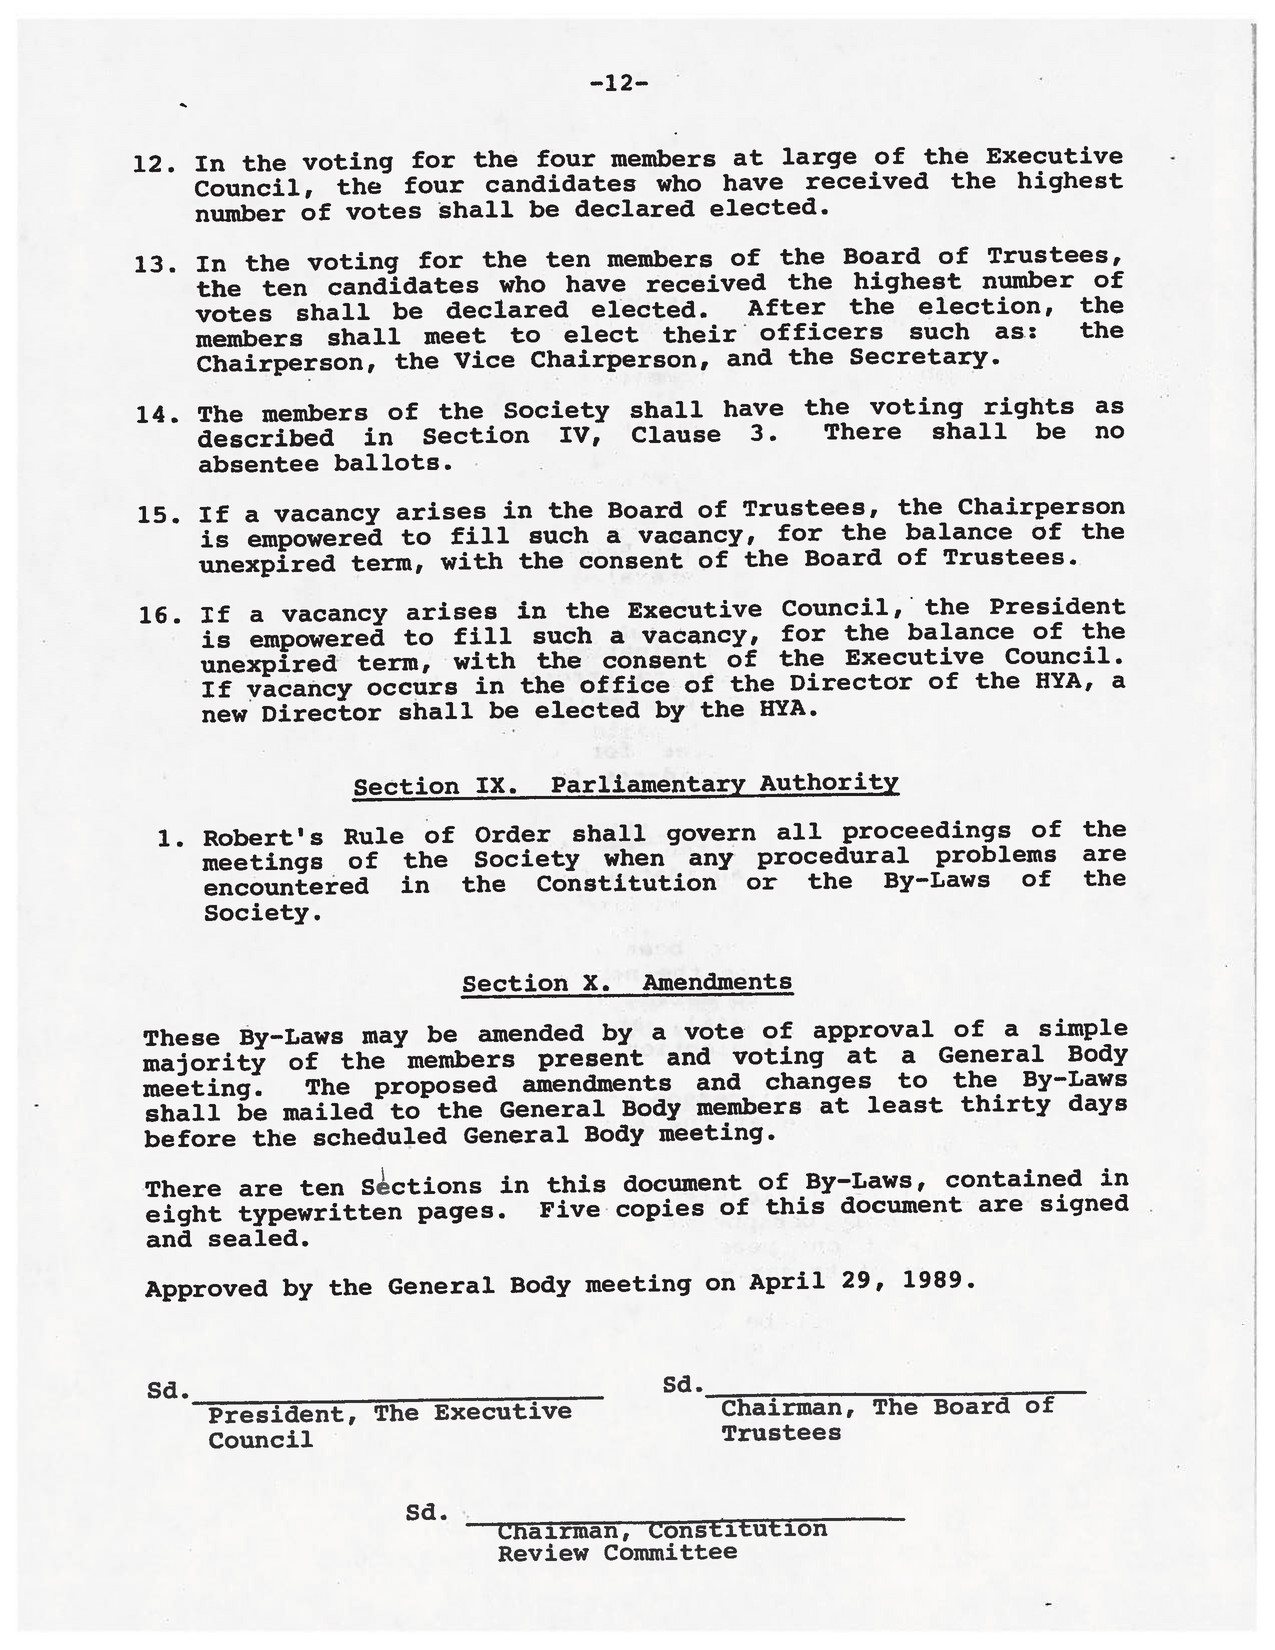 -12-
12. In the voting for the four members at large of the Executive
Council, the four candidates who have received the highest
number of votes shall be declared elected.
13. In the voting for the ten members of the Board of Trustees,
the ten candidates who have received the highest number of
votes shall be declared elected. After the election, the
members shall meet to elect their officers such as: the
Chairperson, the Vice Chairperson, and the Secretary.
14. The members of the Society shall have the voting rights as
described in Section IV, Clause 3. There shall be no
absentee ballots.
15. If a vacancy arises in the Board of Trustees, the Chairperson
is empowered to fill such a vacancy, for the balance of the
unexpired term, with the consent of the Board of Trustees.
16. If a vacancy arises in the Executive Council, the President
is empowered to fill such a vacancy, for the balance of the
unexpired term, with the consent of the Executive Council.
If vacancy occurs in the office of the Director of the HYA, a
new Director shall be elected by the HYA.
Section IX. Parliamentary Authority
1. Robert's Rule of Order shall govern all proceedings of the
meetings of the Society when any procedural problems are
encountered in the Constitution or the By-Laws of the
Society.
Section X. Amendments
These By-Laws may be amended by a vote of approval of a simple
majority of the members present and voting at a General Body
meeting. The proposed amendments and changes to the By-Laws
shall be mailed to the General Body members at least thirty days
before the scheduled General Body meeting.
There are ten Sections in this document of By-Laws, contained in
eight typewritten pages. Five copies of this document are signed
and sealed.
Approved by the General Body meeting on April 29, 1989.
Sd. Sd.
President, The Executive Chairman, The Board of
Council Trustees
Sd.
Chairman, Constitution
Review Committee